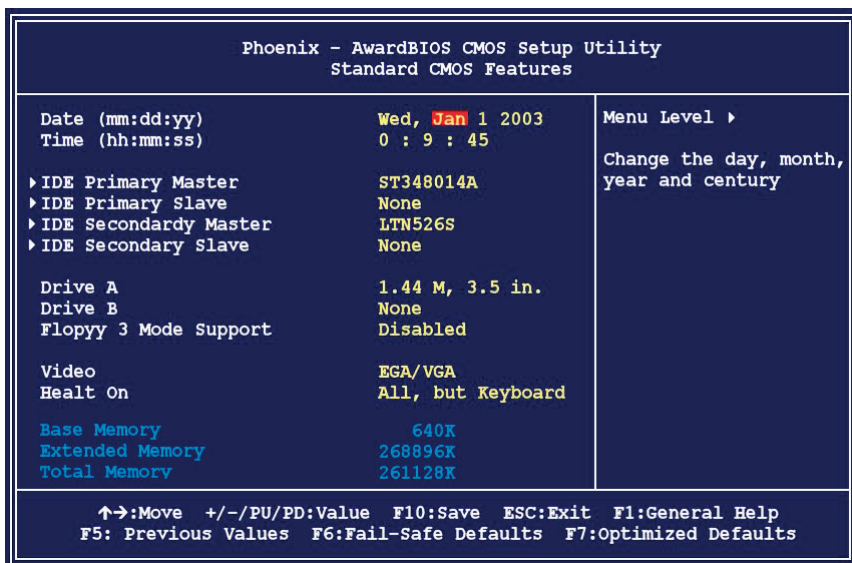 Phoenix - AwardBIOS CMOS Setup Utility
Standard CMOS Features
Date (mm:dd:yy) Wed, Jan 1 2003
Time (hh:mm:ss) 0 : 9 : 45
IDE Primary Master ST348014A
IDE Primary Slave None
IDE Secondardy Master LTN526S
IDE Secondary Slave None
Drive A 1.44 M, 3.5 in.
Drive B None
Flopyy 3 Mode Support Disabled
Video EGA/VGA
Healt On All, but Keyboard
Base Memory 640K
Extended Memory 268896K
Total Memory 261128K
Menu Level ▸
Change the day, month,
year and century
↑→:Move +/-/PU/PD:Value F10:Save ESC:Exit F1:General Help
F5: Previous Values F6:Fail-Safe Defaults F7:Optimized Defaults